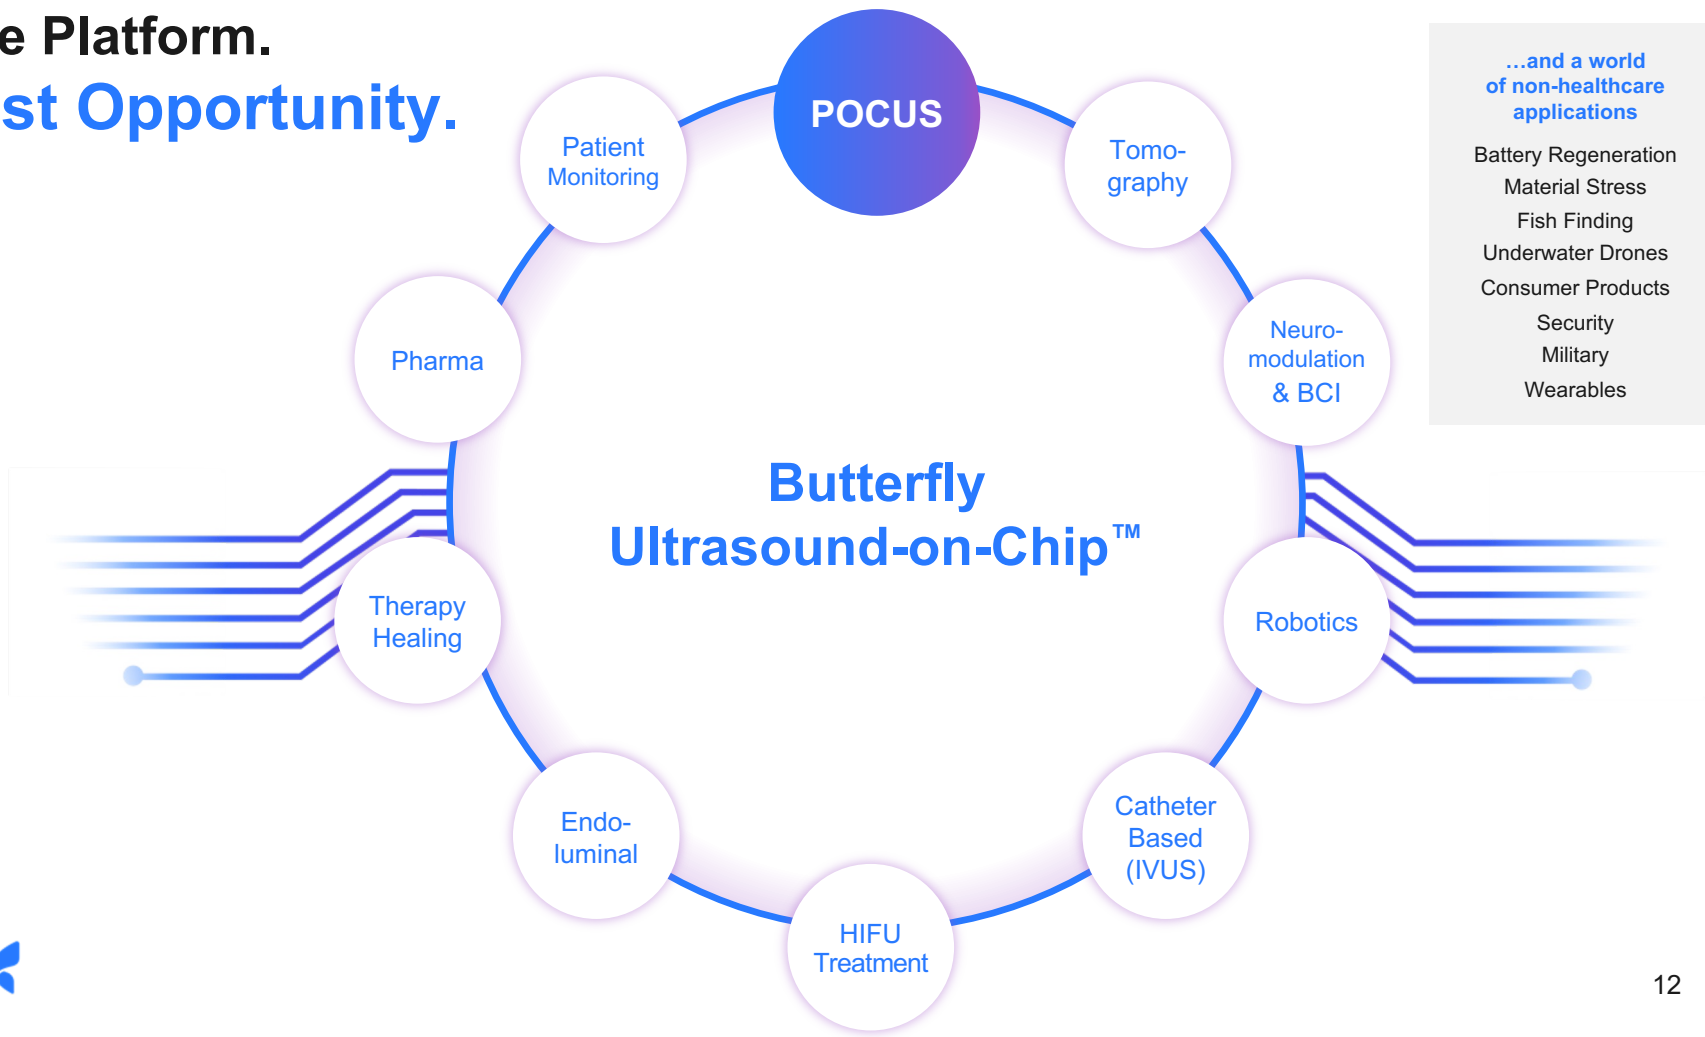 e Platform.
st Opportunity.
POCUS
Patient
Monitoring
Tomo-
graphy
Pharma
Neuro-
modulation
& BCI
Butterfly
Ultrasound-on-Chip™
Therapy
Healing
Robotics
Endo-
luminal
Catheter
Based
(IVUS)
HIFU
Treatment
…and a world
of non-healthcare
applications
Battery Regeneration
Material Stress
Fish Finding
Underwater Drones
Consumer Products
Security
Military
Wearables
12